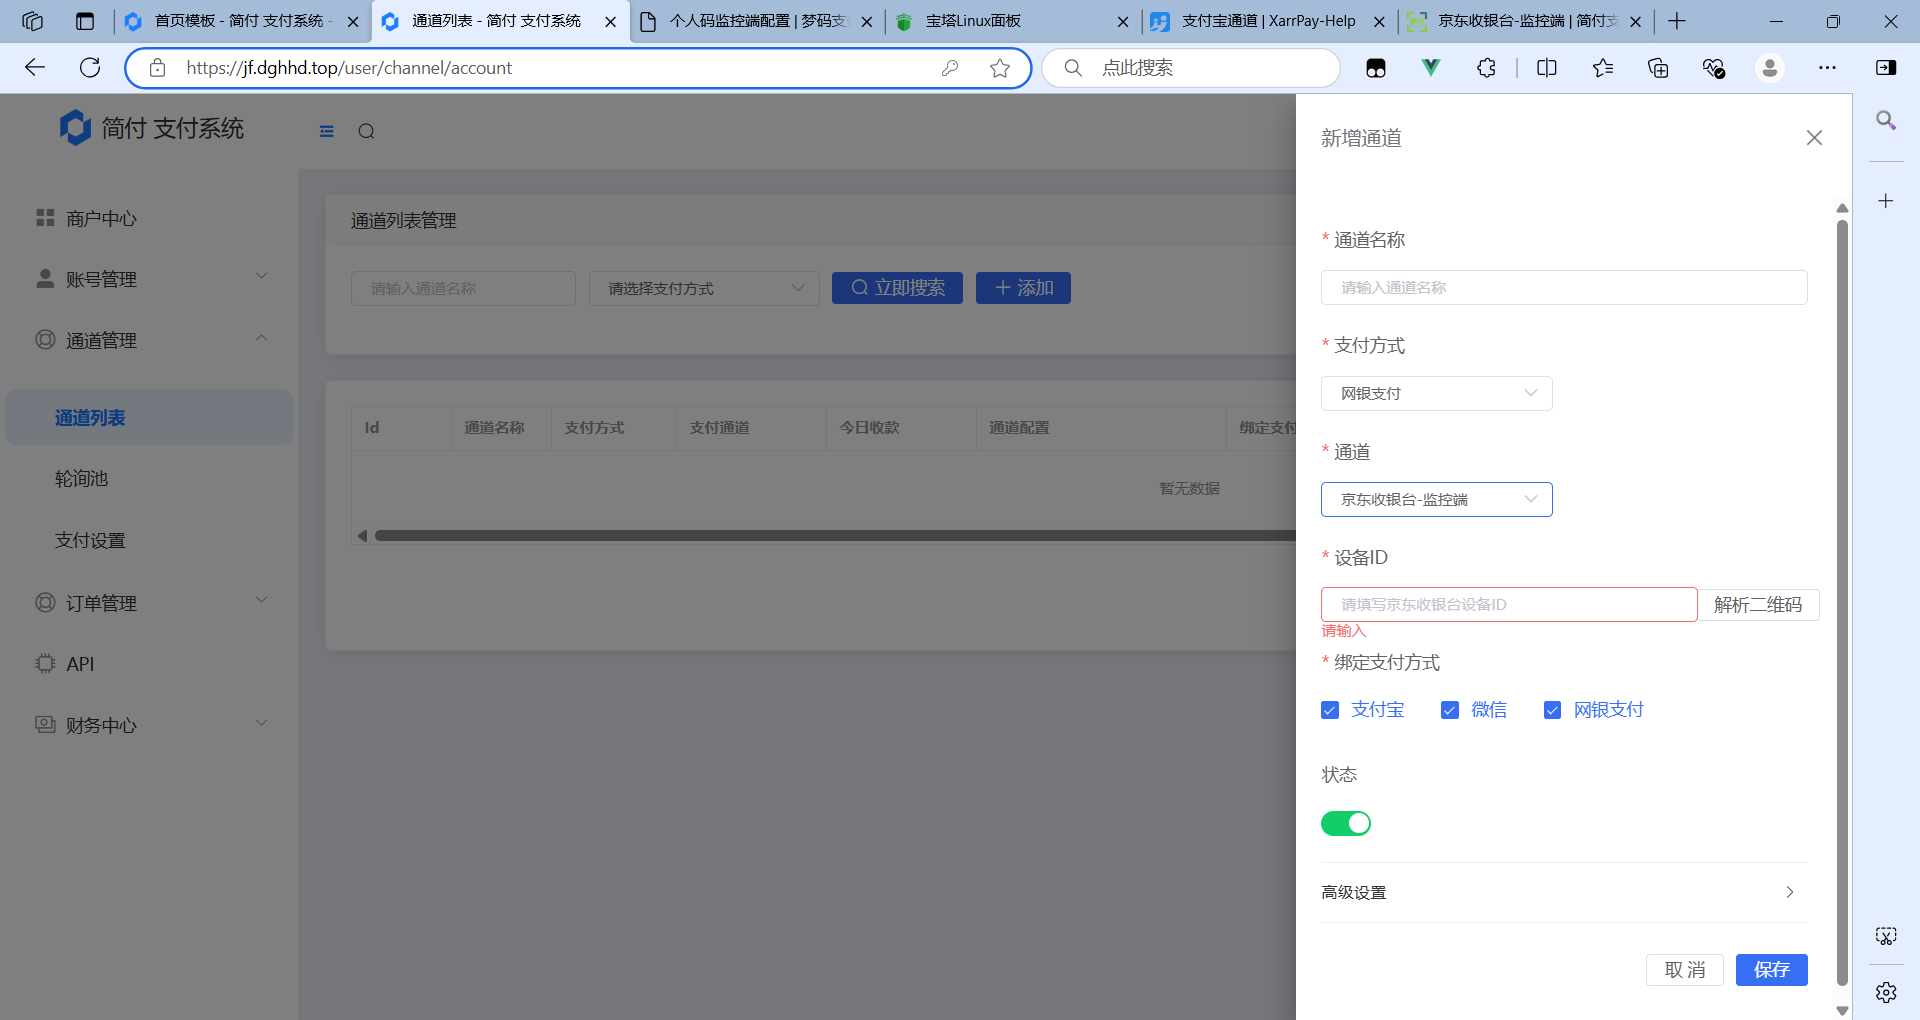 首页模板 - 简付 支付系统 -
通道列表 - 简付 支付系统
个人码监控端配置 | 梦码支
宝塔Linux面板
支付宝通道 | XarrPay-Help
京东收银台-监控端 | 简付支
https://jf.dghhd.top/user/channel/account
点此搜索
简付 支付系统
商户中心
账号管理
通道管理
通道列表
轮询池
支付设置
订单管理
API
财务中心
通道列表管理
请输入通道名称
请选择支付方式
立即搜索
添加
Id
通道名称
支付方式
支付通道
今日收款
通道配置
绑定支付
暂无数据
新增通道
* 通道名称
请输入通道名称
* 支付方式
网银支付
* 通道
京东收银台-监控端
* 设备ID
请填写京东收银台设备ID
解析二维码
请输入
* 绑定支付方式
支付宝
微信
网银支付
状态
高级设置
取 消
保存